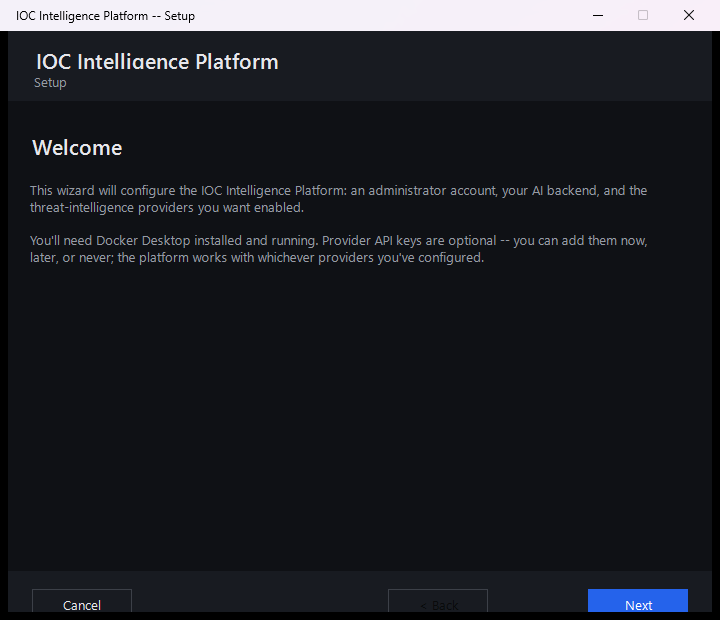 IOC Intelligence Platform -- Setup
IOC Intelligence Platform
Setup
Welcome
This wizard will configure the IOC Intelligence Platform: an administrator account, your AI backend, and the
threat-intelligence providers you want enabled.
You'll need Docker Desktop installed and running. Provider API keys are optional -- you can add them now,
later, or never; the platform works with whichever providers you've configured.
Cancel
< Back
Next